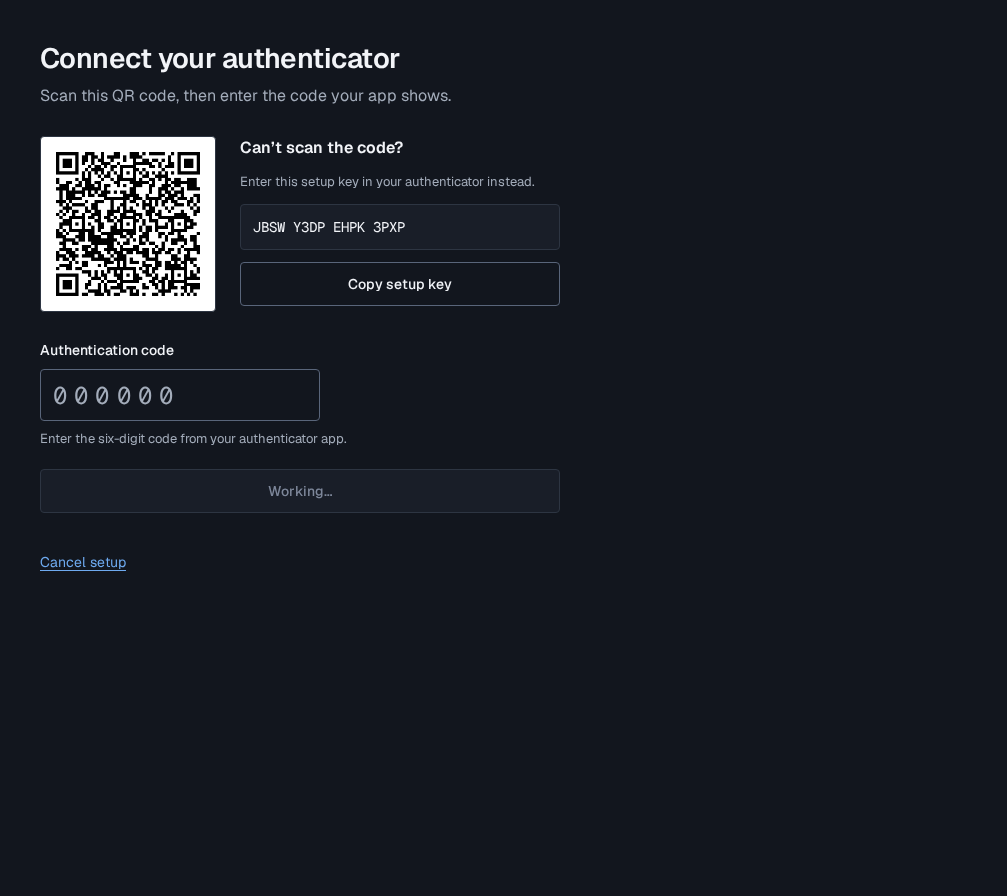 Connect your authenticator
Scan this QR code, then enter the code your app shows.
Can’t scan the code?
Enter this setup key in your authenticator instead.
JBSW Y3DP EHPK 3PXP
Copy setup key
Authentication code
000000
Enter the six-digit code from your authenticator app.
Working…
Cancel setup